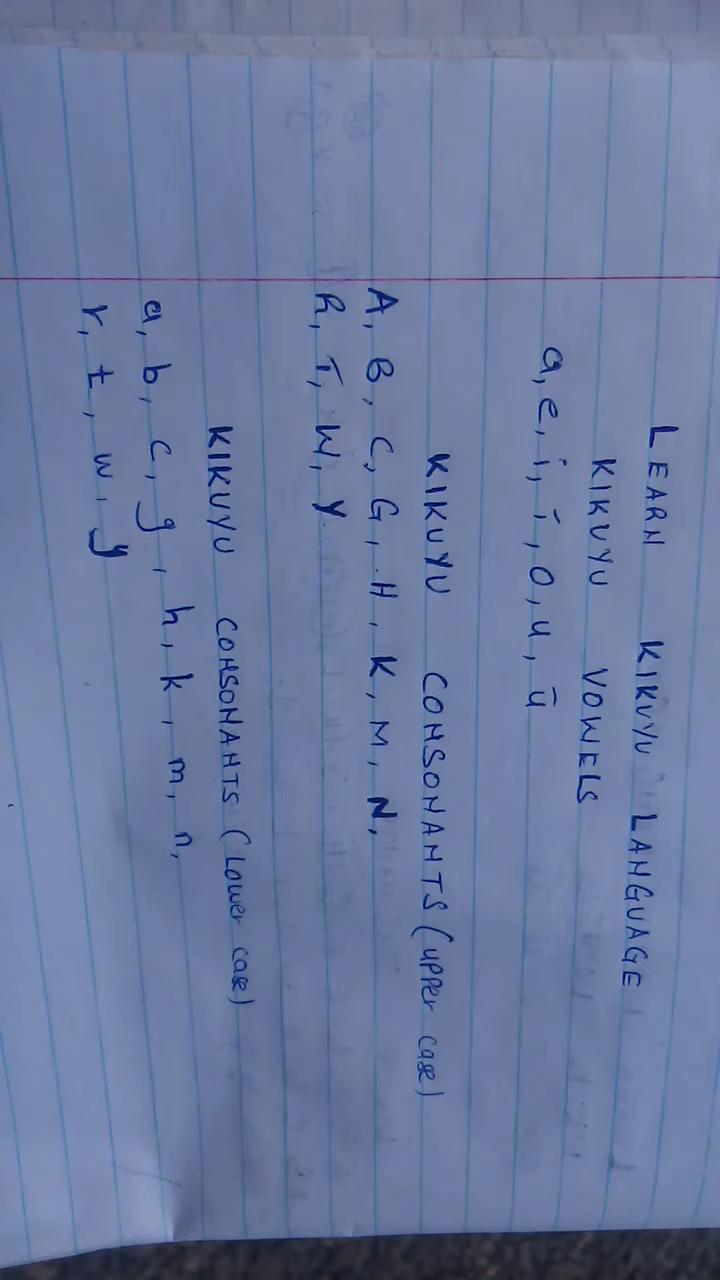 LEARN KIKUYU LANGUAGE
KIKUYU VOWELS
a, e, i, ī, o, u, ū
KIKUYU CONSONANTS (upper case)
A, B, C, G, H, K, M, N,
R, T, W, Y
KIKUYU CONSONANTS (Lower case)
a, b, c, g, h, k, m, n,
r, t, w, y